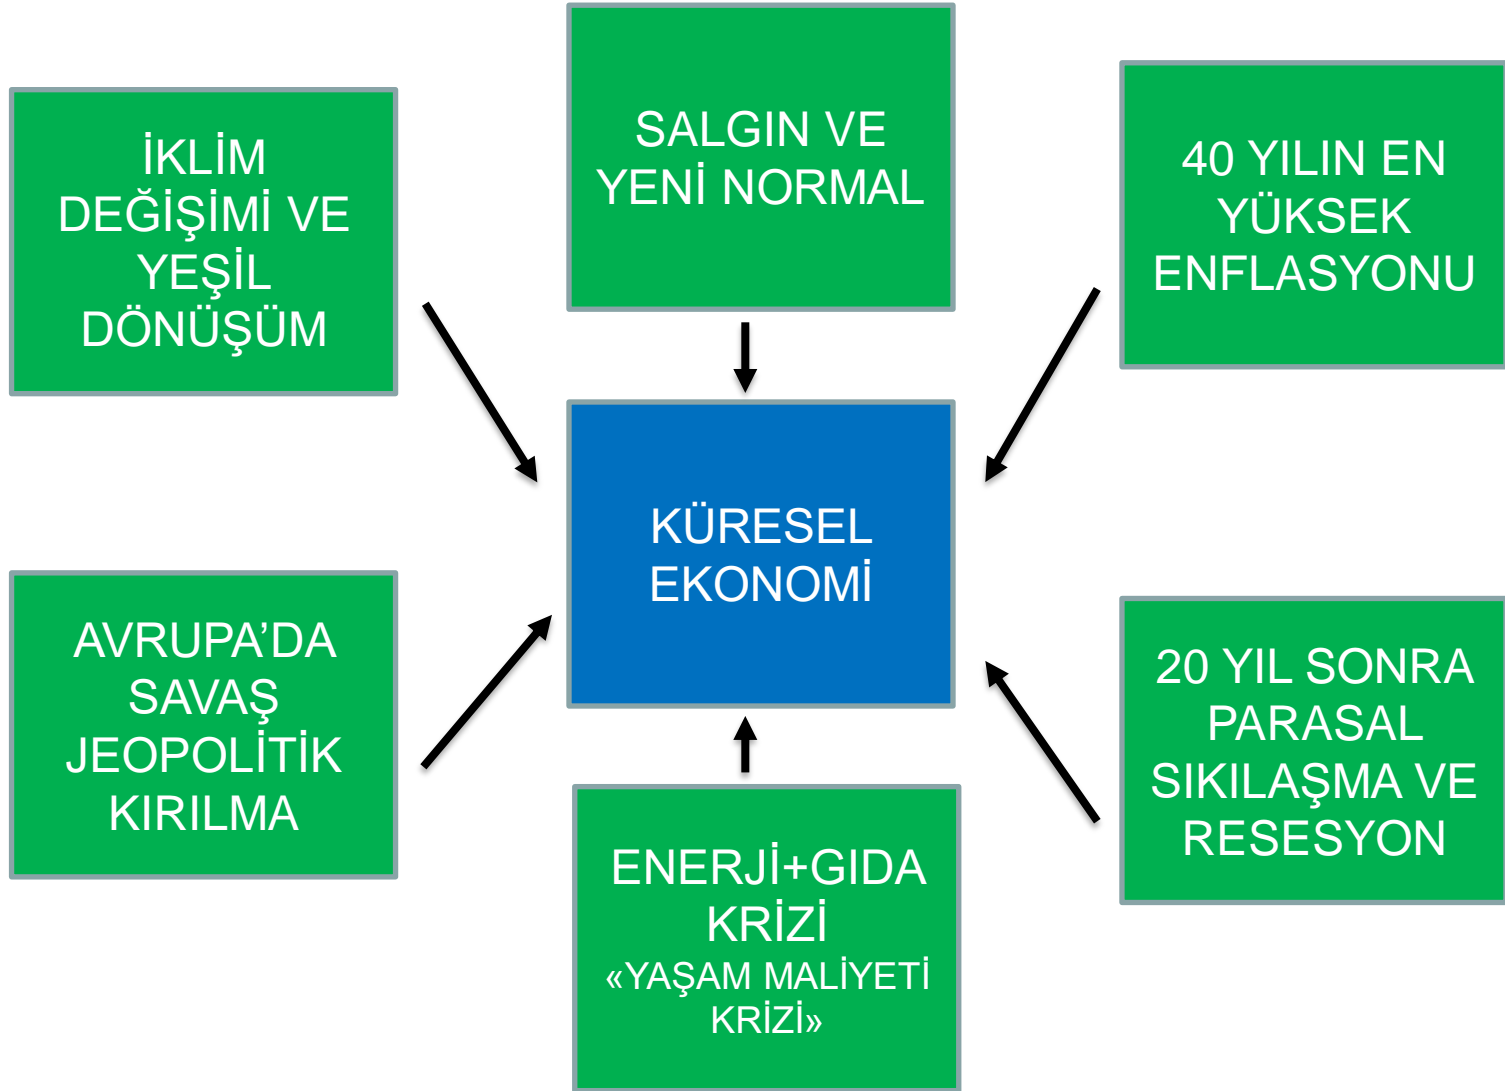 İKLİM
DEĞİŞİMİ VE
YEŞİL
DÖNÜŞÜM
SALGIN VE
YENİ NORMAL
40 YILIN EN
YÜKSEK
ENFLASYONU
KÜRESEL
EKONOMİ
AVRUPA’DA
SAVAŞ
JEOPOLİTİK
KIRILMA
ENERJİ+GIDA
KRİZİ
«YAŞAM MALİYETİ
KRİZİ»
20 YIL SONRA
PARASAL
SIKILAŞMA VE
RESESYON